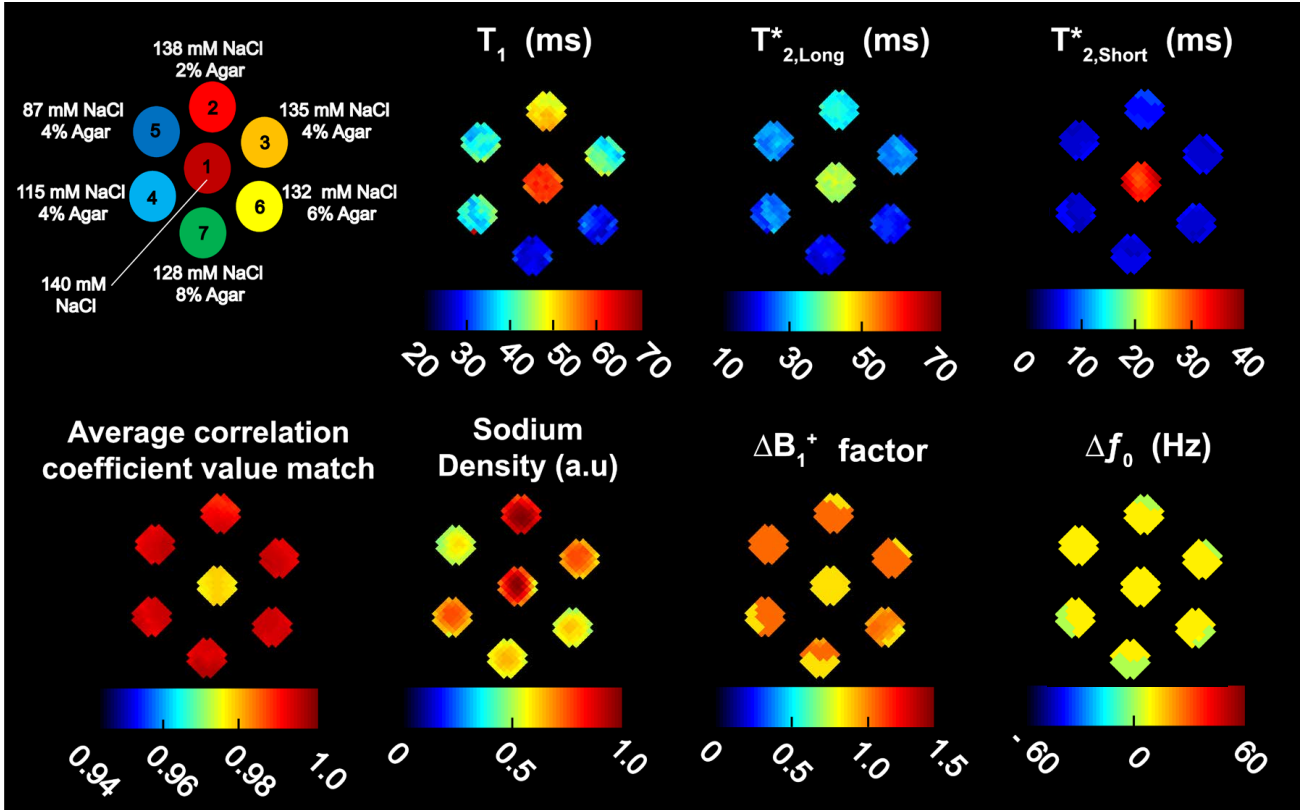 138 mM NaCl
2% Agar
87 mM NaCl
4% Agar
135 mM NaCl
4% Agar
115 mM NaCl
4% Agar
132 mM NaCl
6% Agar
140 mM
NaCl
128 mM NaCl
8% Agar
2
5
3
1
4
6
7
T1 (ms)
20 30 40 50 60 70
T*2,Long (ms)
10 30 50 70
T*2,Short (ms)
0 10 20 30 40
Average correlation
coefficient value match
0.94 0.96 0.98 1.0
Sodium
Density (a.u)
0 0.5 1.0
ΔB1+ factor
0 0.5 1.0 1.5
Δf0 (Hz)
- 60 0 60